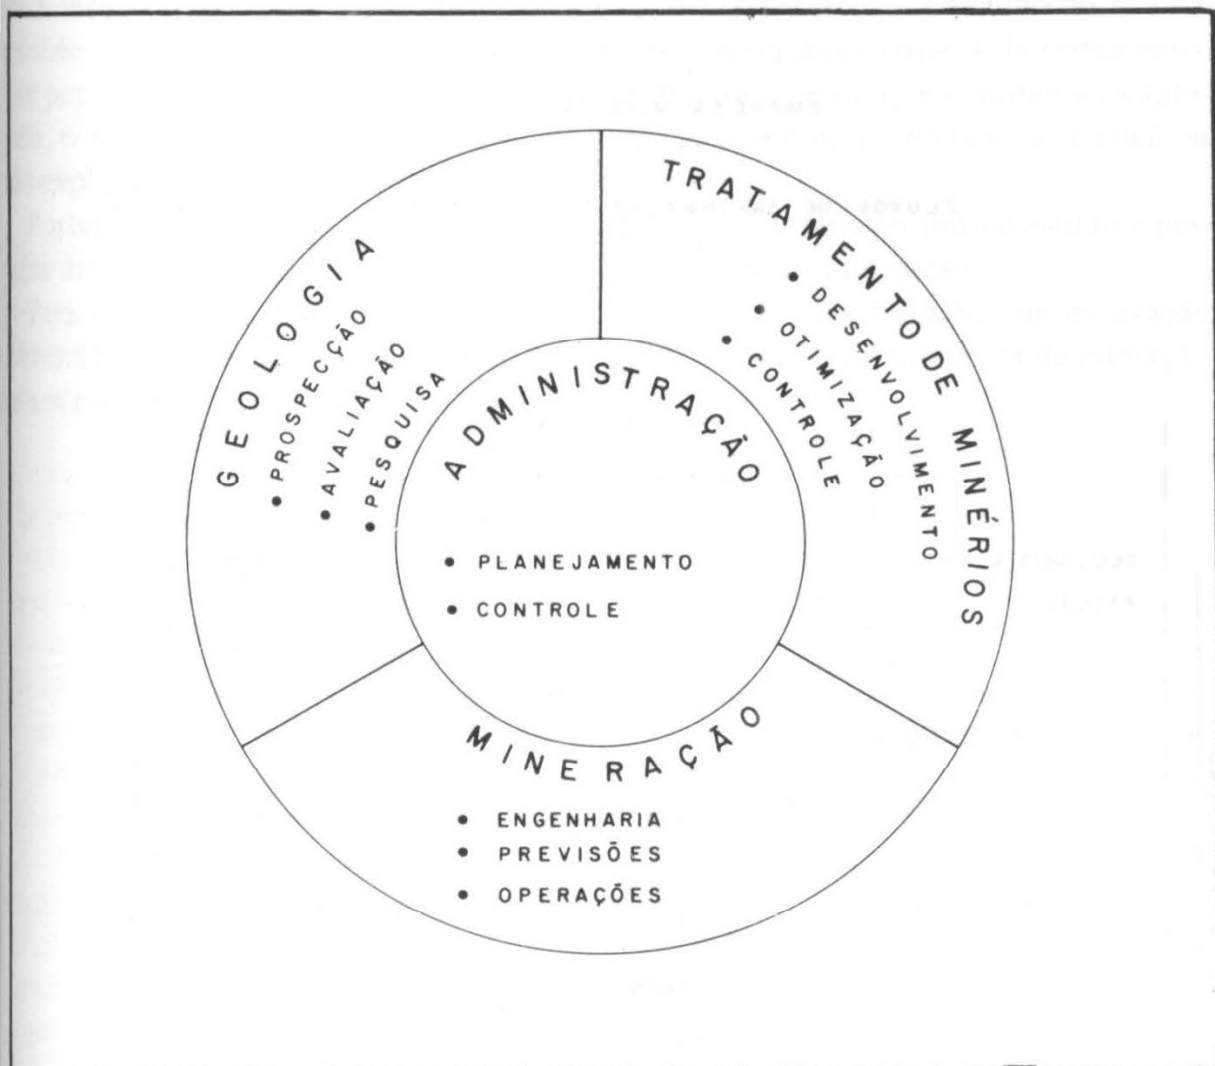 GEOLOGIA
• PROSPECÇÃO
• AVALIAÇÃO
• PESQUISA
TRATAMENTO DE MINÉRIOS
• DESENVOLVIMENTO
• OTIMIZAÇÃO
• CONTROLE
ADMINISTRAÇÃO
• PLANEJAMENTO
• CONTROLE
MINERAÇÃO
• ENGENHARIA
• PREVISÕES
• OPERAÇÕES